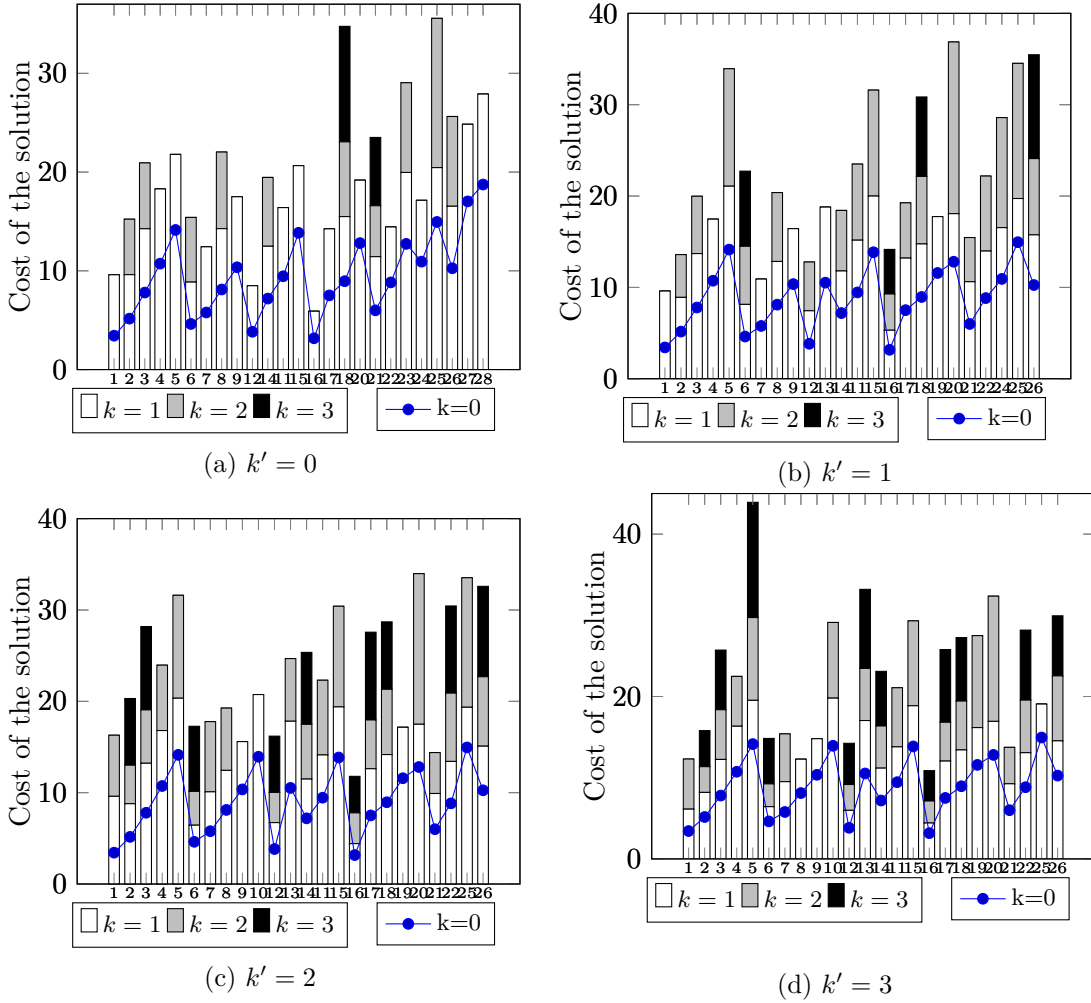 Cost of the solution
30
20
10
0
1 2 3 4 5 6 7 8 9 12 14 11 15 16 17 18 20 21 22 23 24 25 26 27 28
k = 1 k = 2 k = 3 k=0
(a) k′ = 0
Cost of the solution
40
30
20
10
0
1 2 3 4 5 6 7 8 9 12 13 14 11 15 16 17 18 19 20 21 22 24 25 26
k = 1 k = 2 k = 3 k=0
(b) k′ = 1
Cost of the solution
40
30
20
10
0
1 2 3 4 5 6 7 8 9 10 12 13 14 11 15 16 17 18 19 20 21 22 25 26
k = 1 k = 2 k = 3 k=0
(c) k′ = 2
Cost of the solution
40
20
0
1 2 3 4 5 6 7 8 9 10 12 13 14 11 15 16 17 18 19 20 21 22 25 26
k = 1 k = 2 k = 3 k=0
(d) k′ = 3